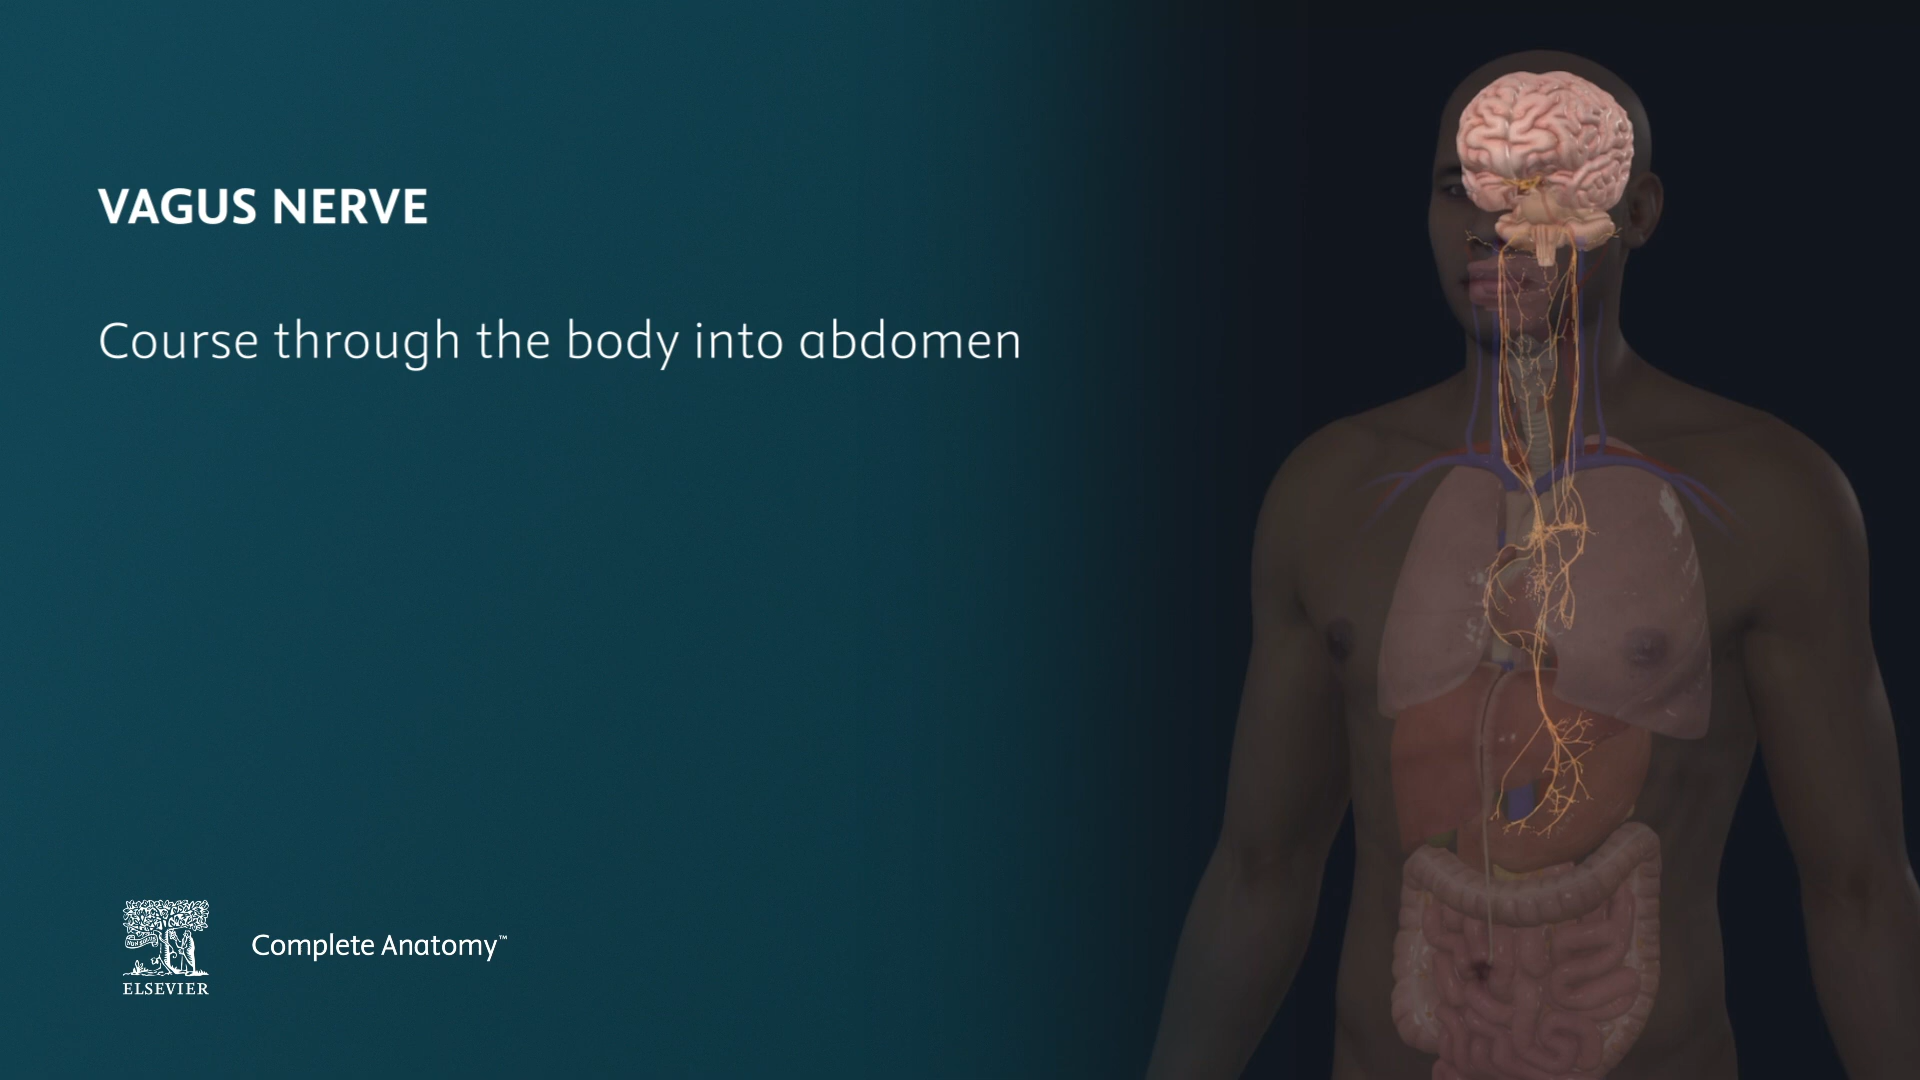 VAGUS NERVE
Course through the body into abdomen
ELSEVIER
Complete Anatomy™